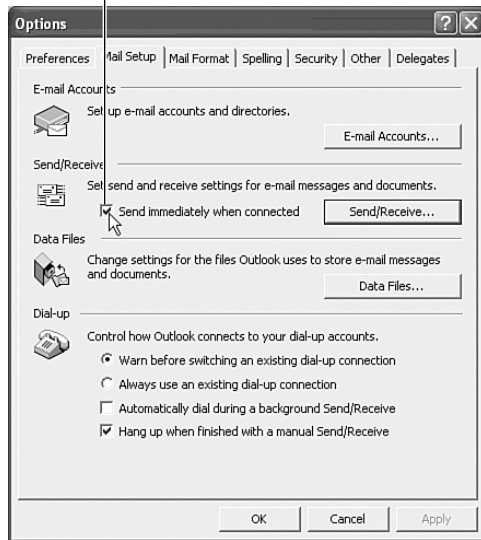 Options
Preferences Mail Setup Mail Format Spelling Security Other Delegates
E-mail Accounts
Set up e-mail accounts and directories.
E-mail Accounts...
Send/Receive
Set send and receive settings for e-mail messages and documents.
Send immediately when connected
Send/Receive...
Data Files
Change settings for the files Outlook uses to store e-mail messages
and documents.
Data Files...
Dial-up
Control how Outlook connects to your dial-up accounts.
Warn before switching an existing dial-up connection
Always use an existing dial-up connection
Automatically dial during a background Send/Receive
Hang up when finished with a manual Send/Receive
OK Cancel Apply